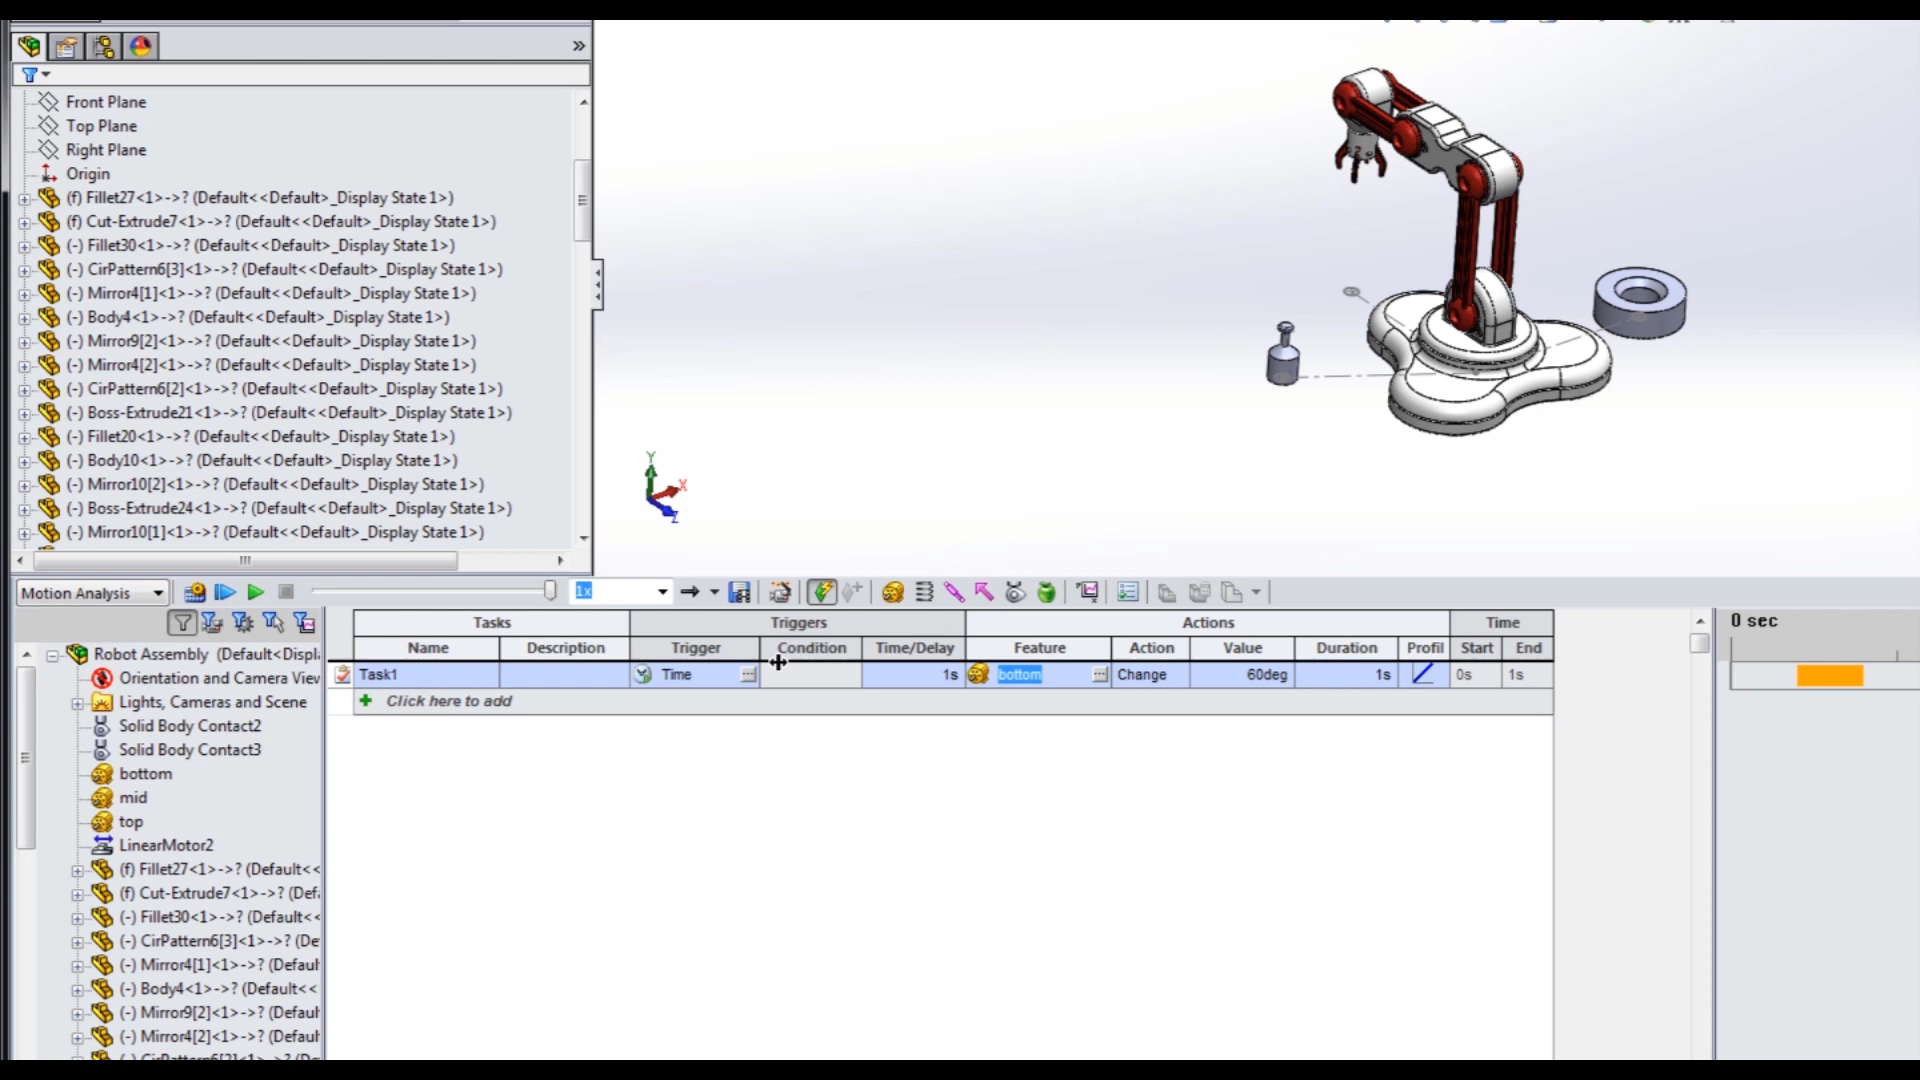 Front Plane
Top Plane
Right Plane
Origin
(f) Fillet27<1>->? (Default<<Default>_Display State 1>)
(f) Cut-Extrude7<1>->? (Default<<Default>_Display State 1>)
(-) Fillet30<1>->? (Default<<Default>_Display State 1>)
(-) CirPattern6[3]<1>->? (Default<<Default>_Display State 1>)
(-) Mirror4[1]<1>->? (Default<<Default>_Display State 1>)
(-) Body4<1>->? (Default<<Default>_Display State 1>)
(-) Mirror9[2]<1>->? (Default<<Default>_Display State 1>)
(-) Mirror4[2]<1>->? (Default<<Default>_Display State 1>)
(-) CirPattern6[2]<1>->? (Default<<Default>_Display State 1>)
(-) Boss-Extrude21<1>->? (Default<<Default>_Display State 1>)
(-) Fillet20<1>->? (Default<<Default>_Display State 1>)
(-) Body10<1>->? (Default<<Default>_Display State 1>)
(-) Mirror10[2]<1>->? (Default<<Default>_Display State 1>)
(-) Boss-Extrude24<1>->? (Default<<Default>_Display State 1>)
(-) Mirror10[1]<1>->? (Default<<Default>_Display State 1>)
Y
X
Z
Motion Analysis
1x
Tasks Triggers Actions Time
Name Description Trigger Condition Time/Delay Feature Action Value Duration Profil Start End
Task1 Time 1s bottom Change 60deg 1s 0s 1s
Click here to add
0 sec
Robot Assembly (Default<Displ
Orientation and Camera View
Lights, Cameras and Scene
Solid Body Contact2
Solid Body Contact3
bottom
mid
top
LinearMotor2
(f) Fillet27<1>->? (Default<<
(f) Cut-Extrude7<1>->? (Def
(-) Fillet30<1>->? (Default<<
(-) CirPattern6[3]<1>->? (De
(-) Mirror4[1]<1>->? (Defaul
(-) Body4<1>->? (Default<<
(-) Mirror9[2]<1>->? (Defaul
(-) Mirror4[2]<1>->? (Defaul